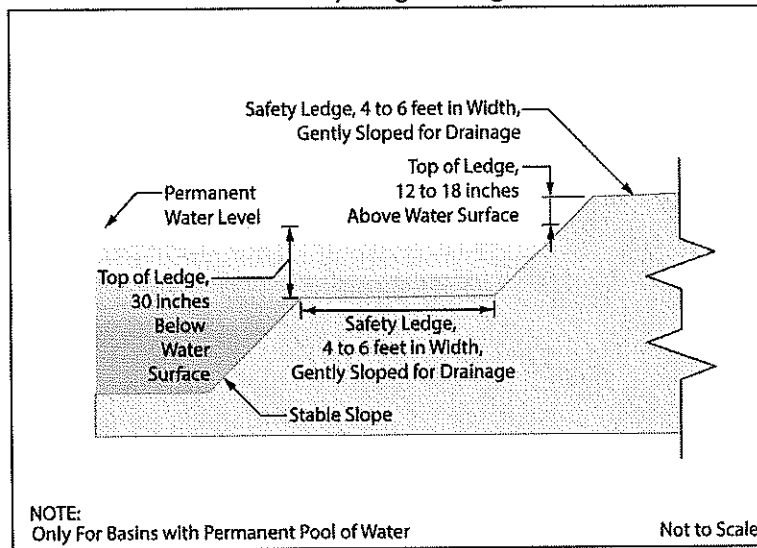 Safety Ledge, 4 to 6 feet in Width,
Gently Sloped for Drainage
Top of Ledge,
12 to 18 inches
Above Water Surface
Permanent
Water Level
Top of Ledge,
30 inches
Below
Water
Surface
Safety Ledge,
4 to 6 feet in Width,
Gently Sloped for Drainage
Stable Slope
NOTE:
Only For Basins with Permanent Pool of Water
Not to Scale